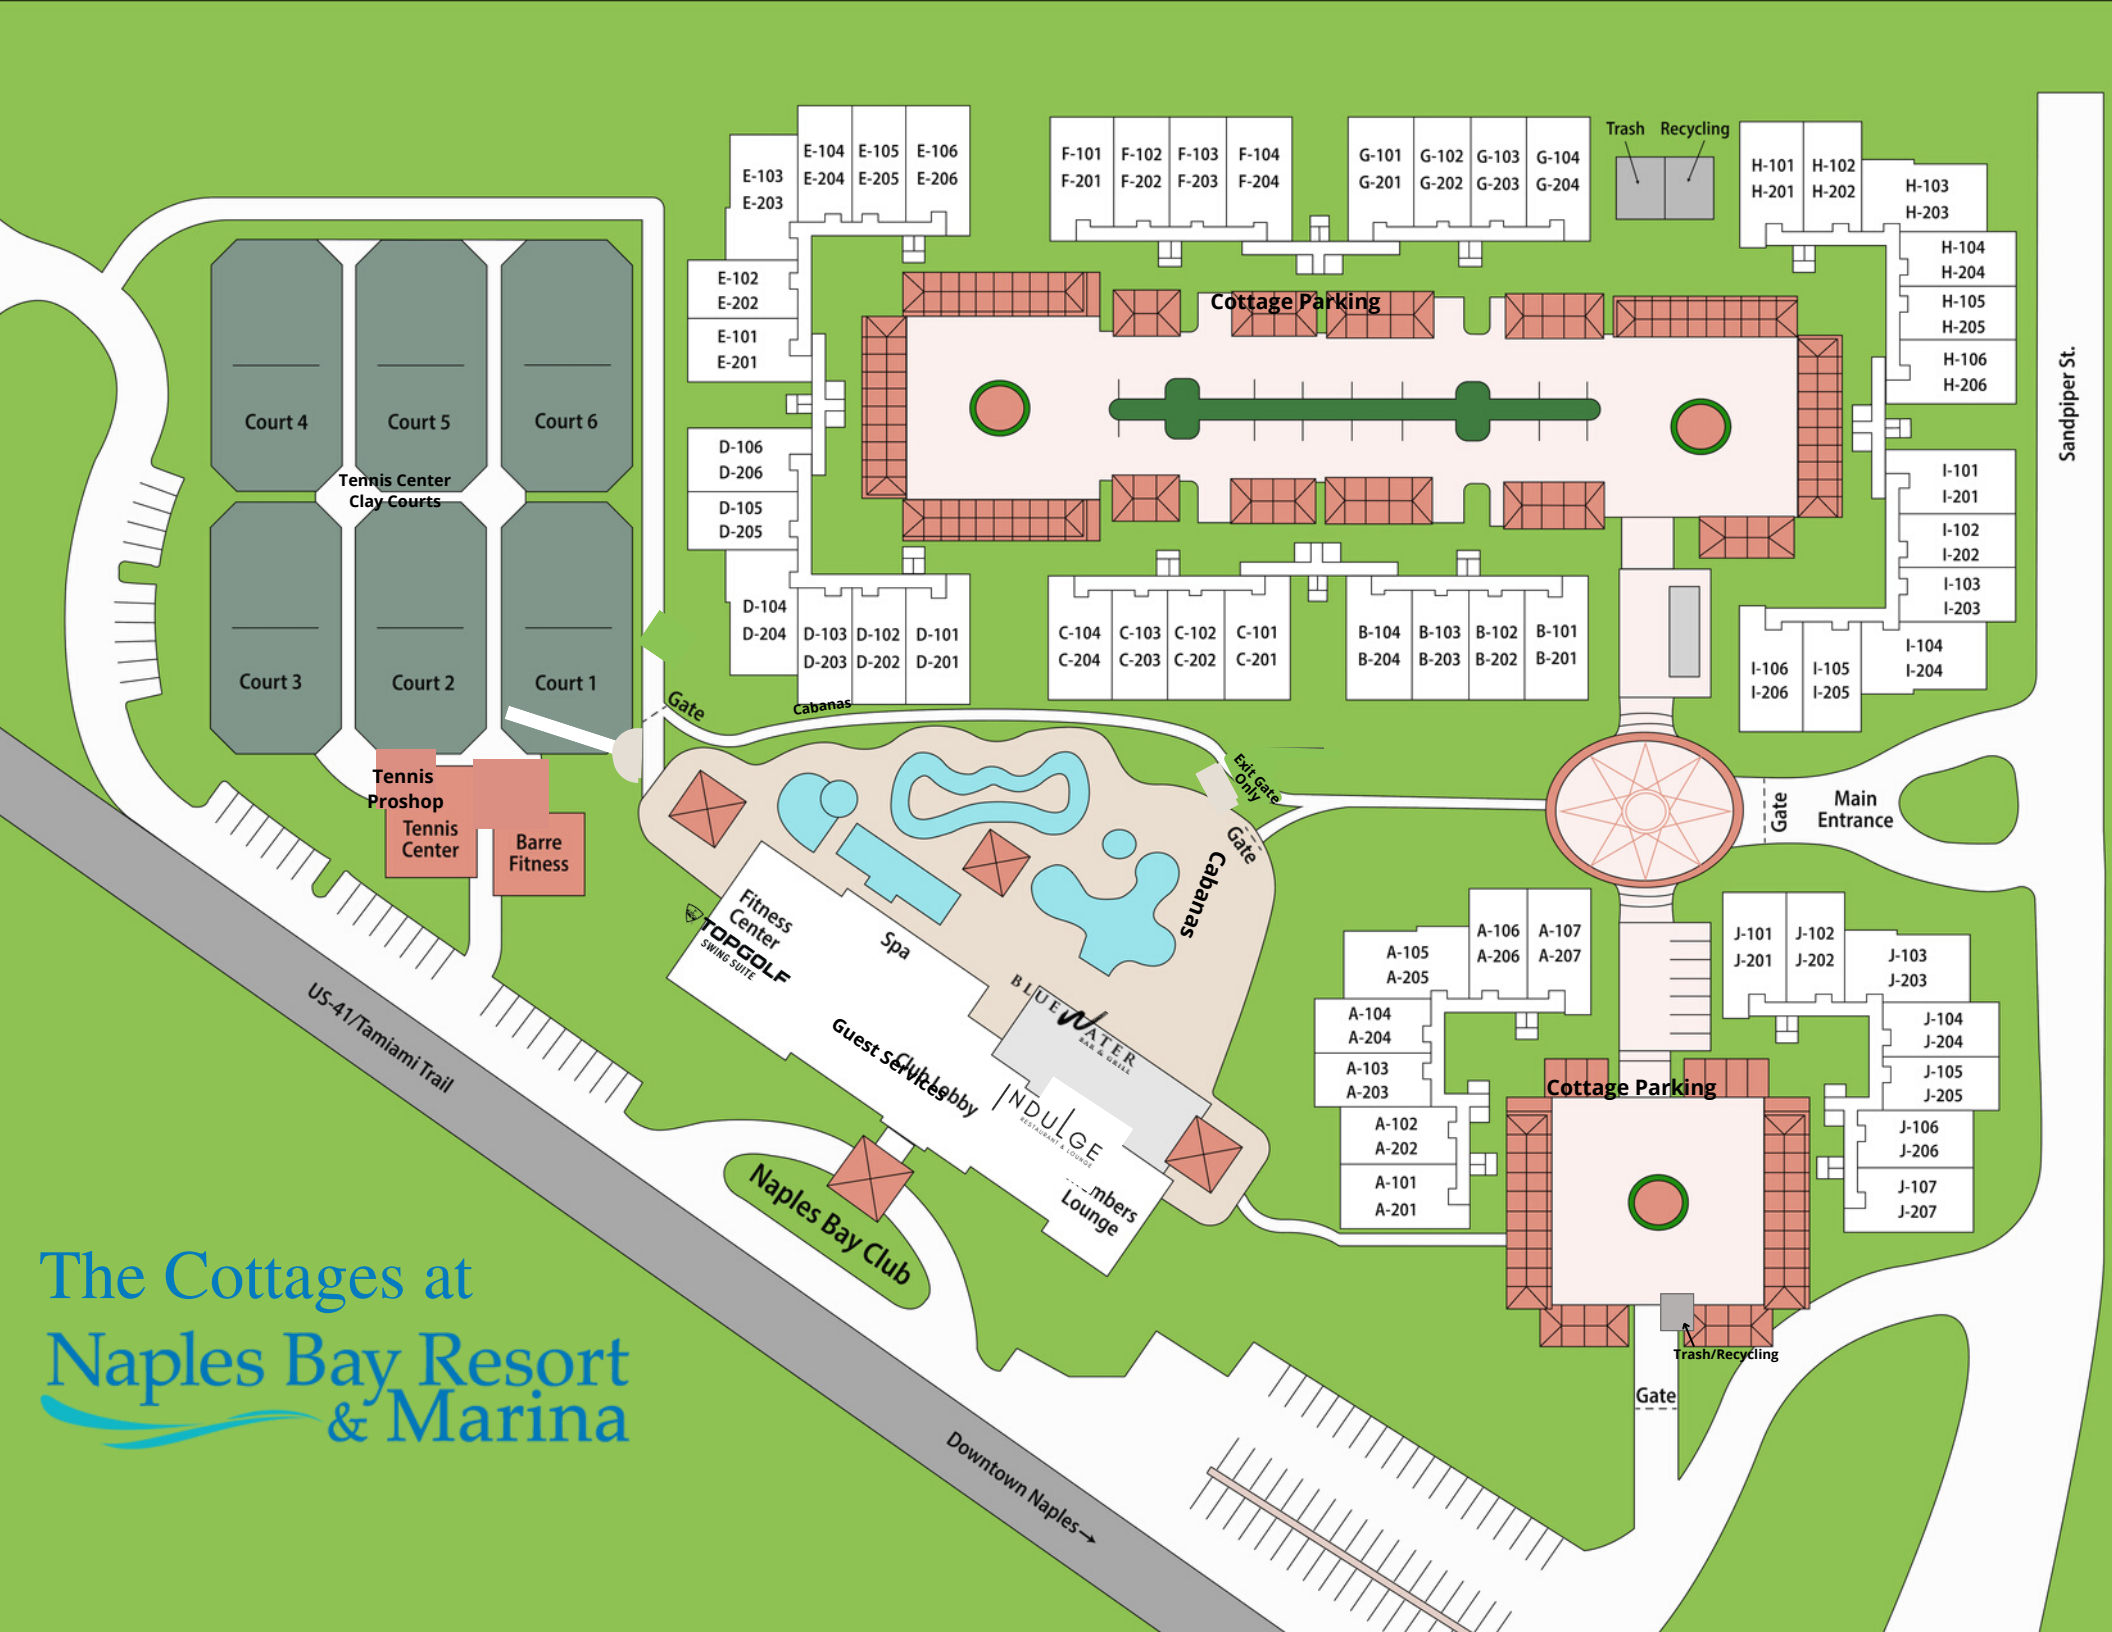 E-104 E-105 E-106
E-204 E-205 E-206
E-103
E-203
E-102
E-202
E-101
E-201
F-101 F-102 F-103 F-104
F-201 F-202 F-203 F-204
G-101 G-102 G-103 G-104
G-201 G-202 G-203 G-204
Trash Recycling
H-101 H-102
H-201 H-202
H-103
H-203
H-104
H-204
H-105
H-205
H-106
H-206
Sandpiper St.
Cottage Parking
Court 4
Court 5
Court 6
Tennis Center
Clay Courts
Court 3
Court 2
Court 1
D-106
D-206
D-105
D-205
D-104
D-204
D-103 D-102 D-101
D-203 D-202 D-201
C-104 C-103 C-102 C-101
C-204 C-203 C-202 C-201
B-104 B-103 B-102 B-101
B-204 B-203 B-202 B-201
I-101
I-201
I-102
I-202
I-103
I-203
I-104
I-204
I-106 I-105
I-206 I-205
Gate
Cabanas
Exit Gate
Only
Gate
Cabanas
Gate
Main
Entrance
Tennis
Proshop
Tennis
Center
Barre
Fitness
Fitness
Center
TOPGOLF
SWING SUITE
Spa
BLUE WATER
BAR & GRILL
Guest Services
Club Lobby
INDULGE
RESTAURANT & LOUNGE
mbers
Lounge
Naples Bay Club
US-41/Tamiami Trail
A-106 A-107
A-206 A-207
A-105
A-205
A-104
A-204
A-103
A-203
A-102
A-202
A-101
A-201
J-101 J-102
J-201 J-202
J-103
J-203
J-104
J-204
J-105
J-205
J-106
J-206
J-107
J-207
Cottage Parking
Trash/Recycling
Gate
Downtown Naples→
The Cottages at
Naples Bay Resort
& Marina